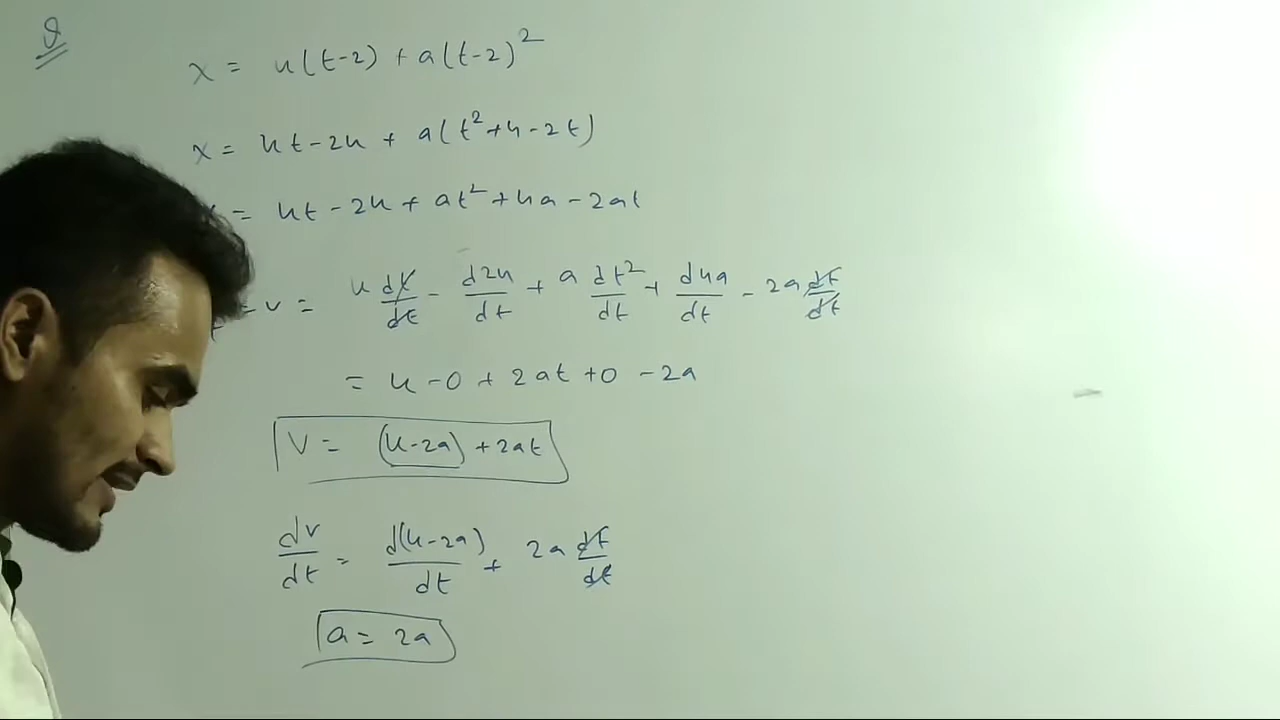 Q
x = u(t-2) + a(t-2)²
x = ut - 2u + a(t² + 4 - 2t)
= ut - 2u + at² + 4a - 2at
= v = u dt/dt - d2u/dt + a dt²/dt + d4a/dt - 2a dt/dt
= u - 0 + 2at + 0 - 2a
V = (u-2a) + 2at
dv/dt = d(u-2a)/dt + 2a dt/dt
a = 2a